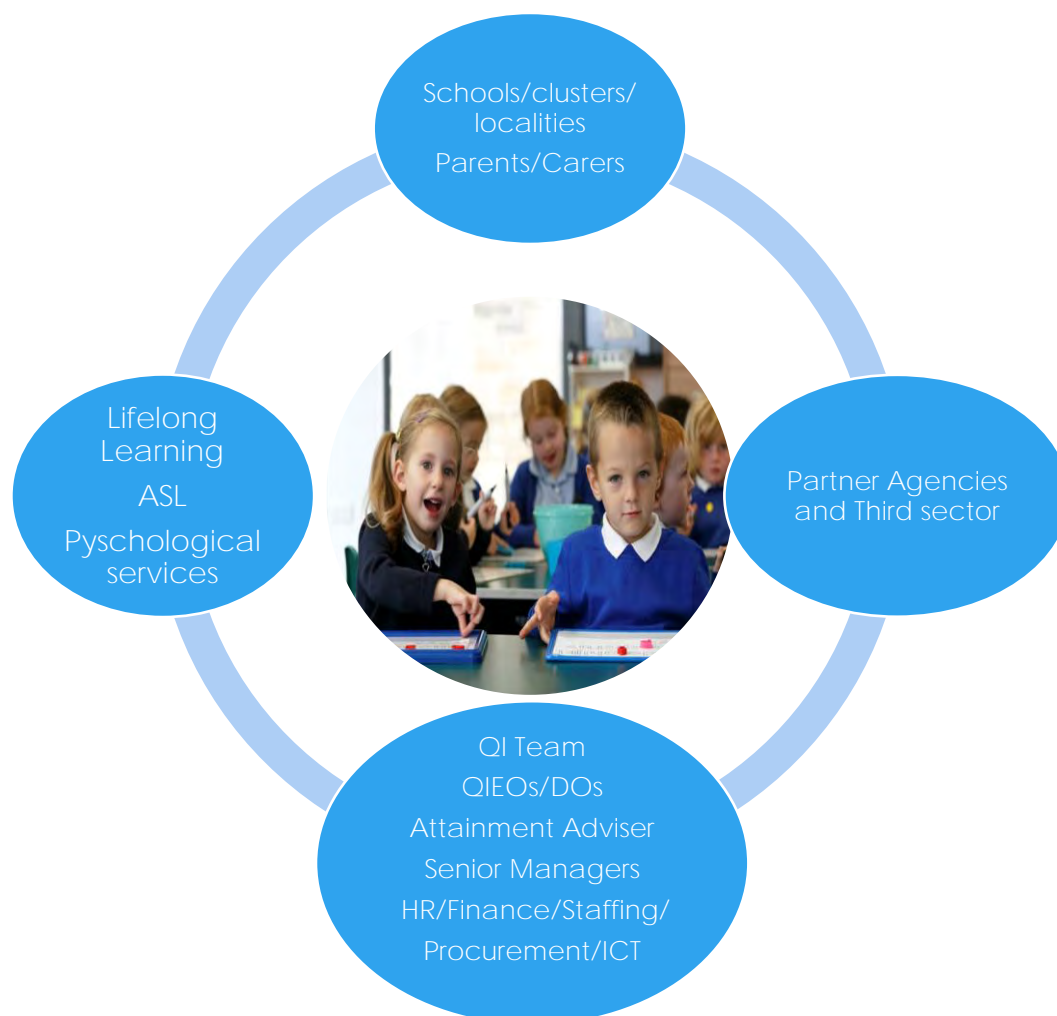 Schools/clusters/
localities
Parents/Carers
Lifelong
Learning
ASL
Pyschological
services
Partner Agencies
and Third sector
QI Team
QIEOs/DOs
Attainment Adviser
Senior Managers
HR/Finance/Staffing/
Procurement/ICT